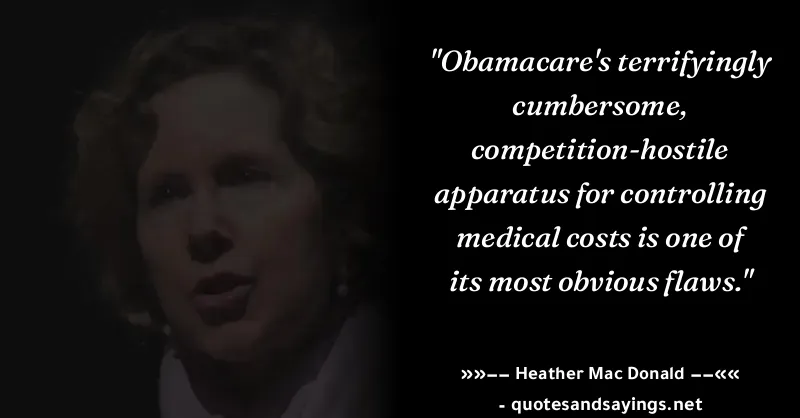 "Obamacare's terrifyingly
cumbersome,
competition-hostile
apparatus for controlling
medical costs is one of
its most obvious flaws."
»»−− Heather Mac Donald −−««
- quotesandsayings.net